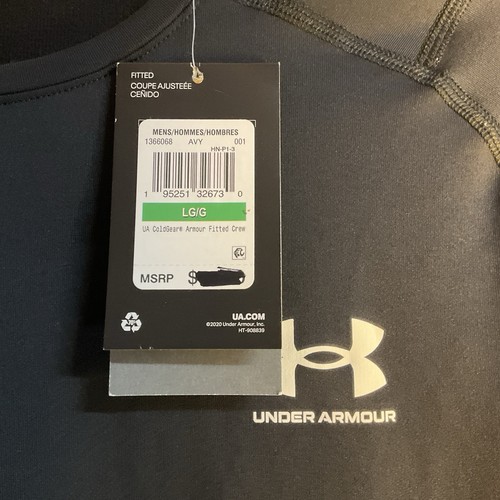 FITTED
COUPE AJUSTEÉE
CEÑIDO
MENS/HOMMES/HOMBRES
1366068 AVY 001
HN-P1-3
1 95251 32673 0
LG/G
UA ColdGear® Armour Fitted Crew
MSRP $
UA.COM
©2020 Under Armour, Inc.
HT-908839
UNDER ARMOUR